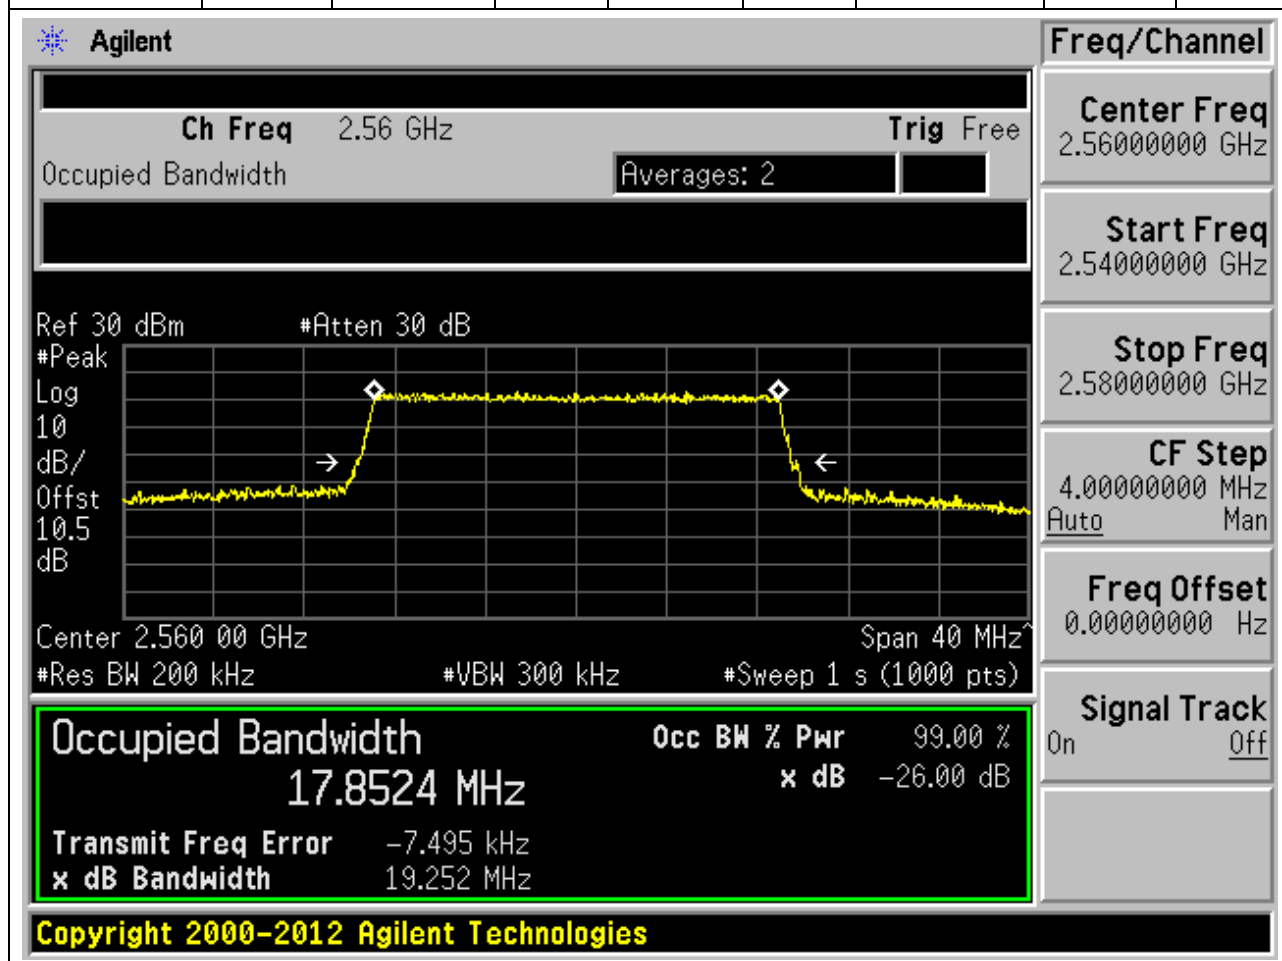 Agilent
Freq/Channel
Ch Freq 2.56 GHz Trig Free
Occupied Bandwidth Averages: 2
Ref 30 dBm #Atten 30 dB
#Peak
Log
10
dB/
Offst
10.5
dB
Center 2.560 00 GHz Span 40 MHz^
#Res BW 200 kHz #VBW 300 kHz #Sweep 1 s (1000 pts)
Occupied Bandwidth Occ BW % Pwr 99.00 %
17.8524 MHz x dB -26.00 dB
Transmit Freq Error -7.495 kHz
x dB Bandwidth 19.252 MHz
Copyright 2000-2012 Agilent Technologies
Center Freq
2.56000000 GHz
Start Freq
2.54000000 GHz
Stop Freq
2.58000000 GHz
CF Step
4.00000000 MHz
Auto Man
Freq Offset
0.00000000 Hz
Signal Track
On Off